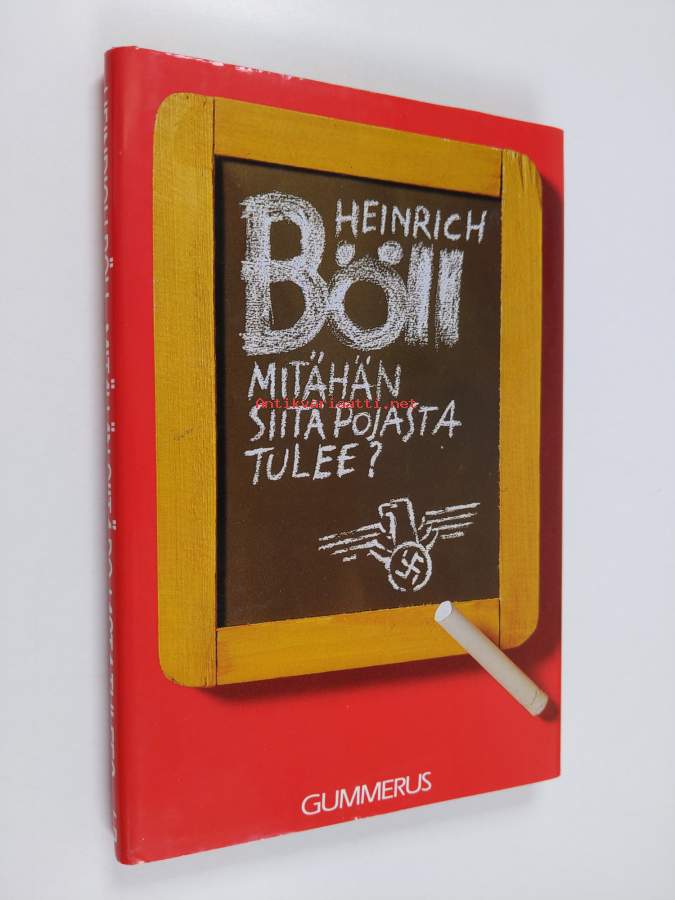 HEINRICH
BÖll
MITÄHÄN
Antikvariaatti.net
SIITÄ POJASTA
TULEE?
GUMMERUS